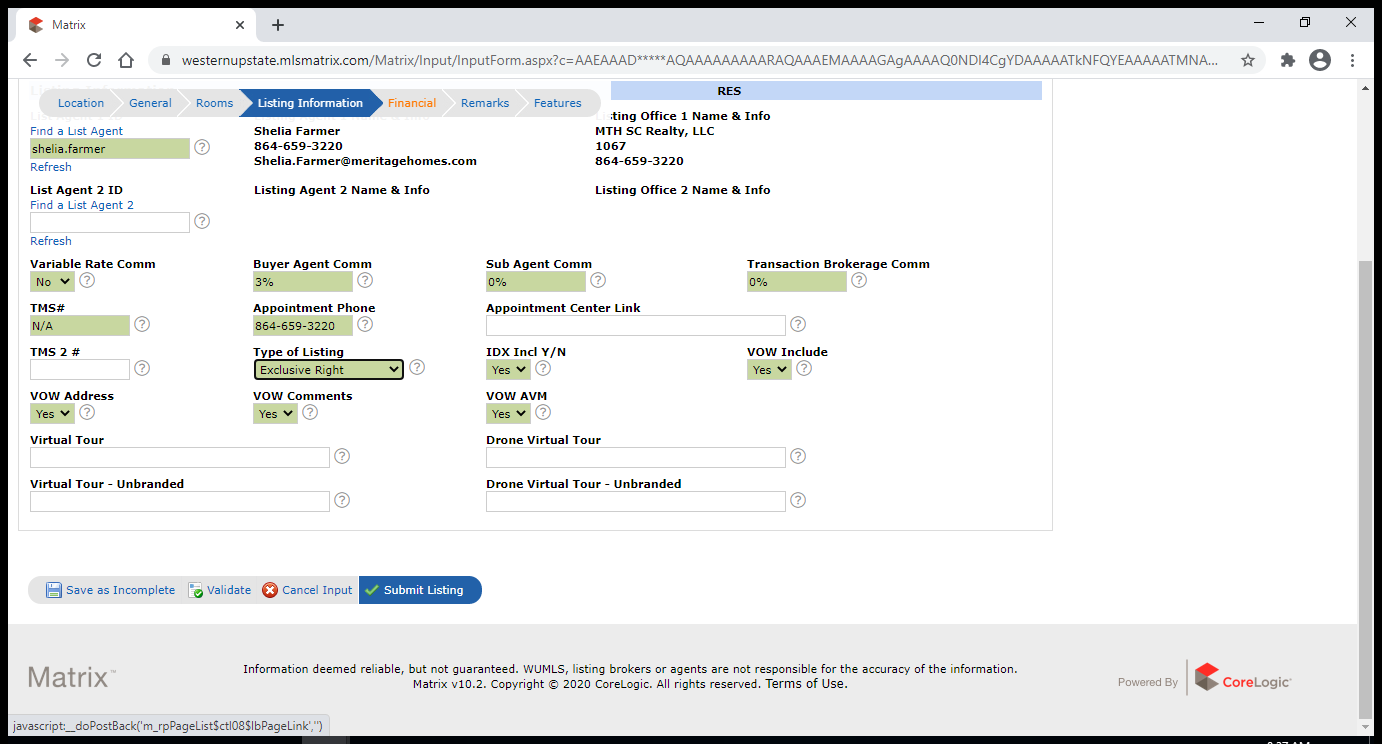 Matrix
westernupstate.mlsmatrix.com/Matrix/Input/InputForm.aspx?c=AAEAAAD*****AQAAAAAAAAARAQAAAEMAAAAGAgAAAAQ0NDI4CgYDAAAAATkNFQYEAAAAATMNA...
Location General Rooms Listing Information Financial Remarks Features
RES
Find a List Agent
shelia.farmer
Refresh
Shelia Farmer
864-659-3220
Shelia.Farmer@meritagehomes.com
sting Office 1 Name & Info
MTH SC Realty, LLC
1067
864-659-3220
List Agent 2 ID
Find a List Agent 2
Refresh
Listing Agent 2 Name & Info
Listing Office 2 Name & Info
Variable Rate Comm Buyer Agent Comm Sub Agent Comm Transaction Brokerage Comm
No 3% 0% 0%
TMS# Appointment Phone Appointment Center Link
N/A 864-659-3220
TMS 2 # Type of Listing IDX Incl Y/N VOW Include
Exclusive Right Yes Yes
VOW Address VOW Comments VOW AVM
Yes Yes Yes
Virtual Tour Drone Virtual Tour
Virtual Tour - Unbranded Drone Virtual Tour - Unbranded
Save as Incomplete Validate Cancel Input Submit Listing
Matrix™
Information deemed reliable, but not guaranteed. WUMLS, listing brokers or agents are not responsible for the accuracy of the information.
Matrix v10.2. Copyright © 2020 CoreLogic. All rights reserved. Terms of Use.
Powered By CoreLogic
javascript:__doPostBack('m_rpPageList$ctl08$lbPageLink','')